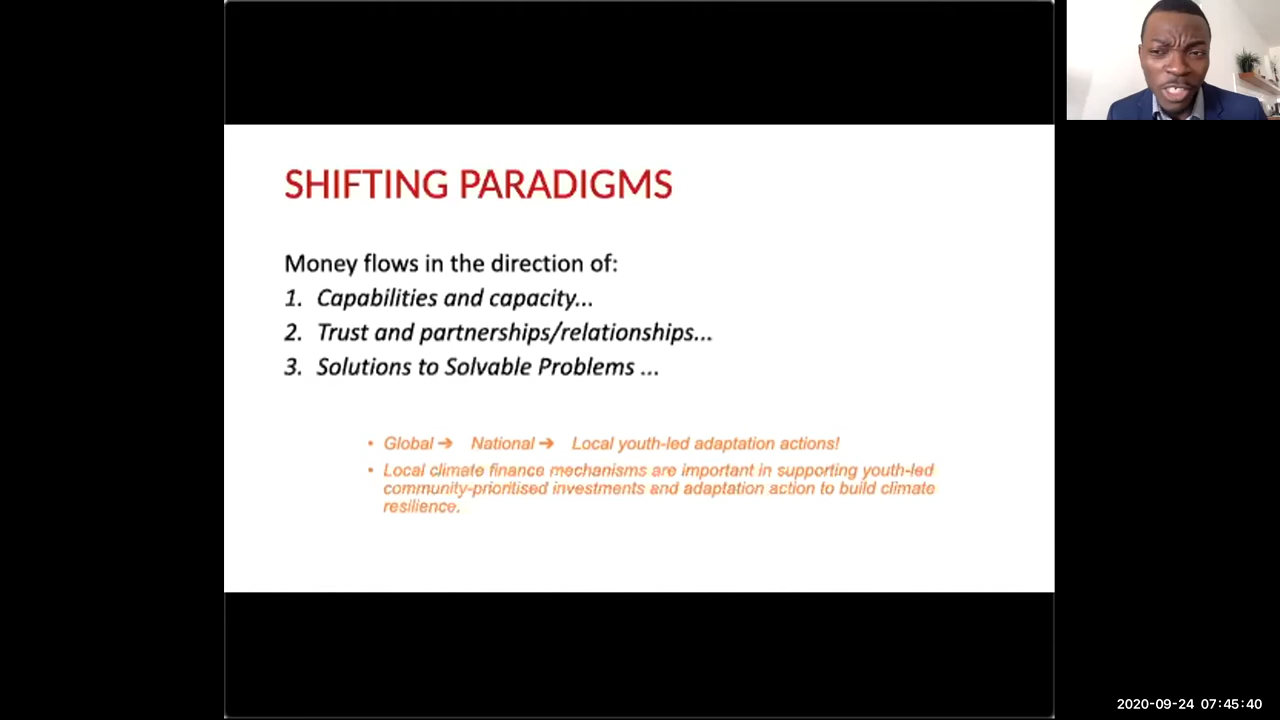 SHIFTING PARADIGMS
Money flows in the direction of:
1. Capabilities and capacity...
2. Trust and partnerships/relationships...
3. Solutions to Solvable Problems ...
• Global ➔ National ➔ Local youth-led adaptation actions!
• Local climate finance mechanisms are important in supporting youth-led
community-prioritised investments and adaptation action to build climate
resilience.
2020-09-24 07:45:40